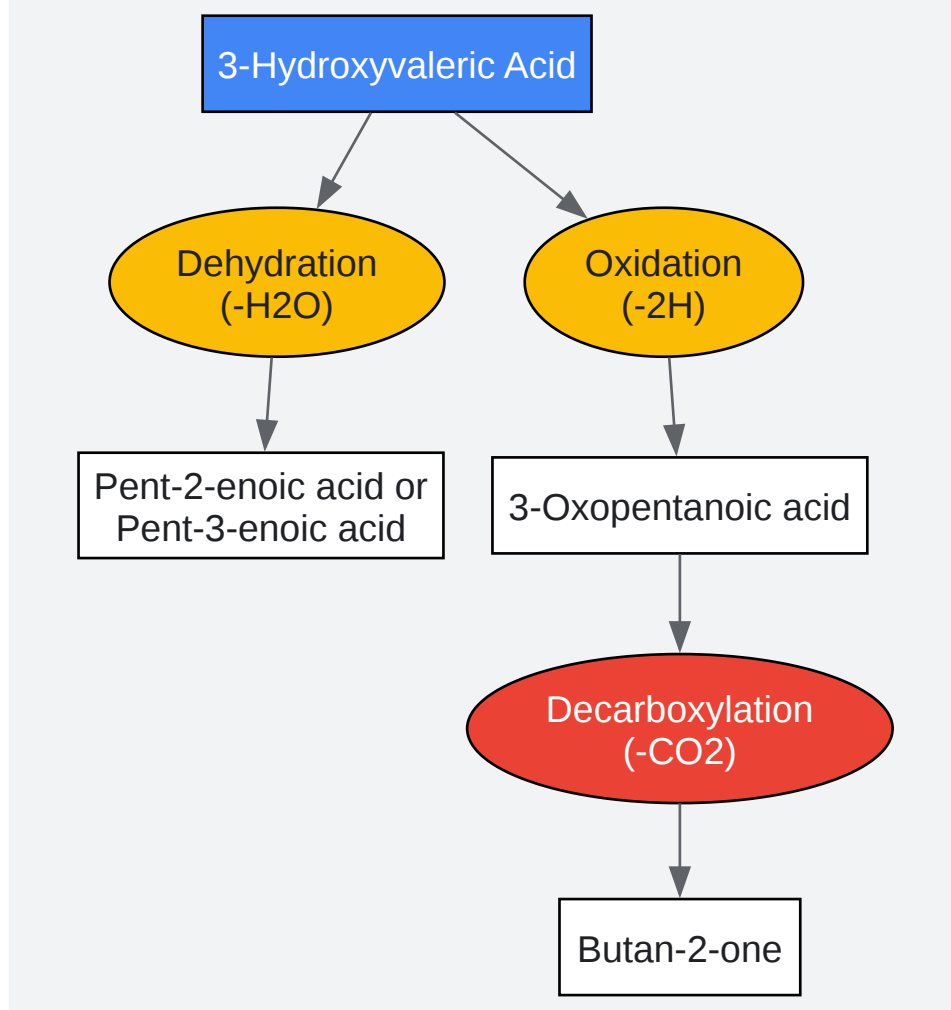 3-Hydroxyvaleric Acid
Dehydration
(-H2O)
Oxidation
(-2H)
Pent-2-enoic acid or
Pent-3-enoic acid
3-Oxopentanoic acid
Decarboxylation
(-CO2)
Butan-2-one